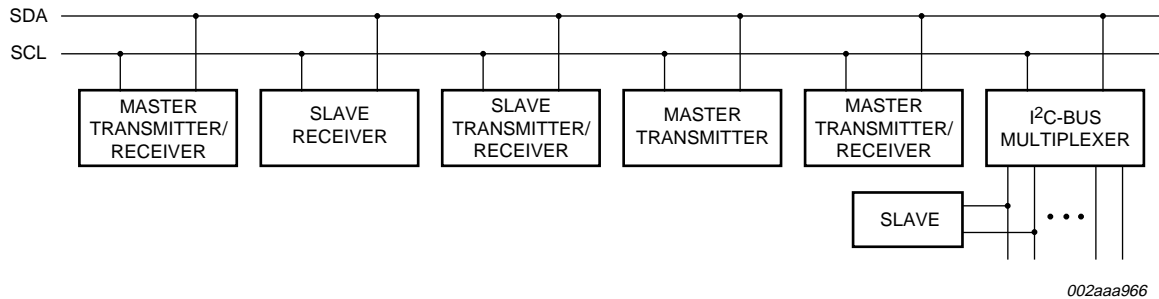 SDA
SCL
MASTER
TRANSMITTER/
RECEIVER
SLAVE
RECEIVER
SLAVE
TRANSMITTER/
RECEIVER
MASTER
TRANSMITTER
MASTER
TRANSMITTER/
RECEIVER
I²C-BUS
MULTIPLEXER
SLAVE
002aaa966